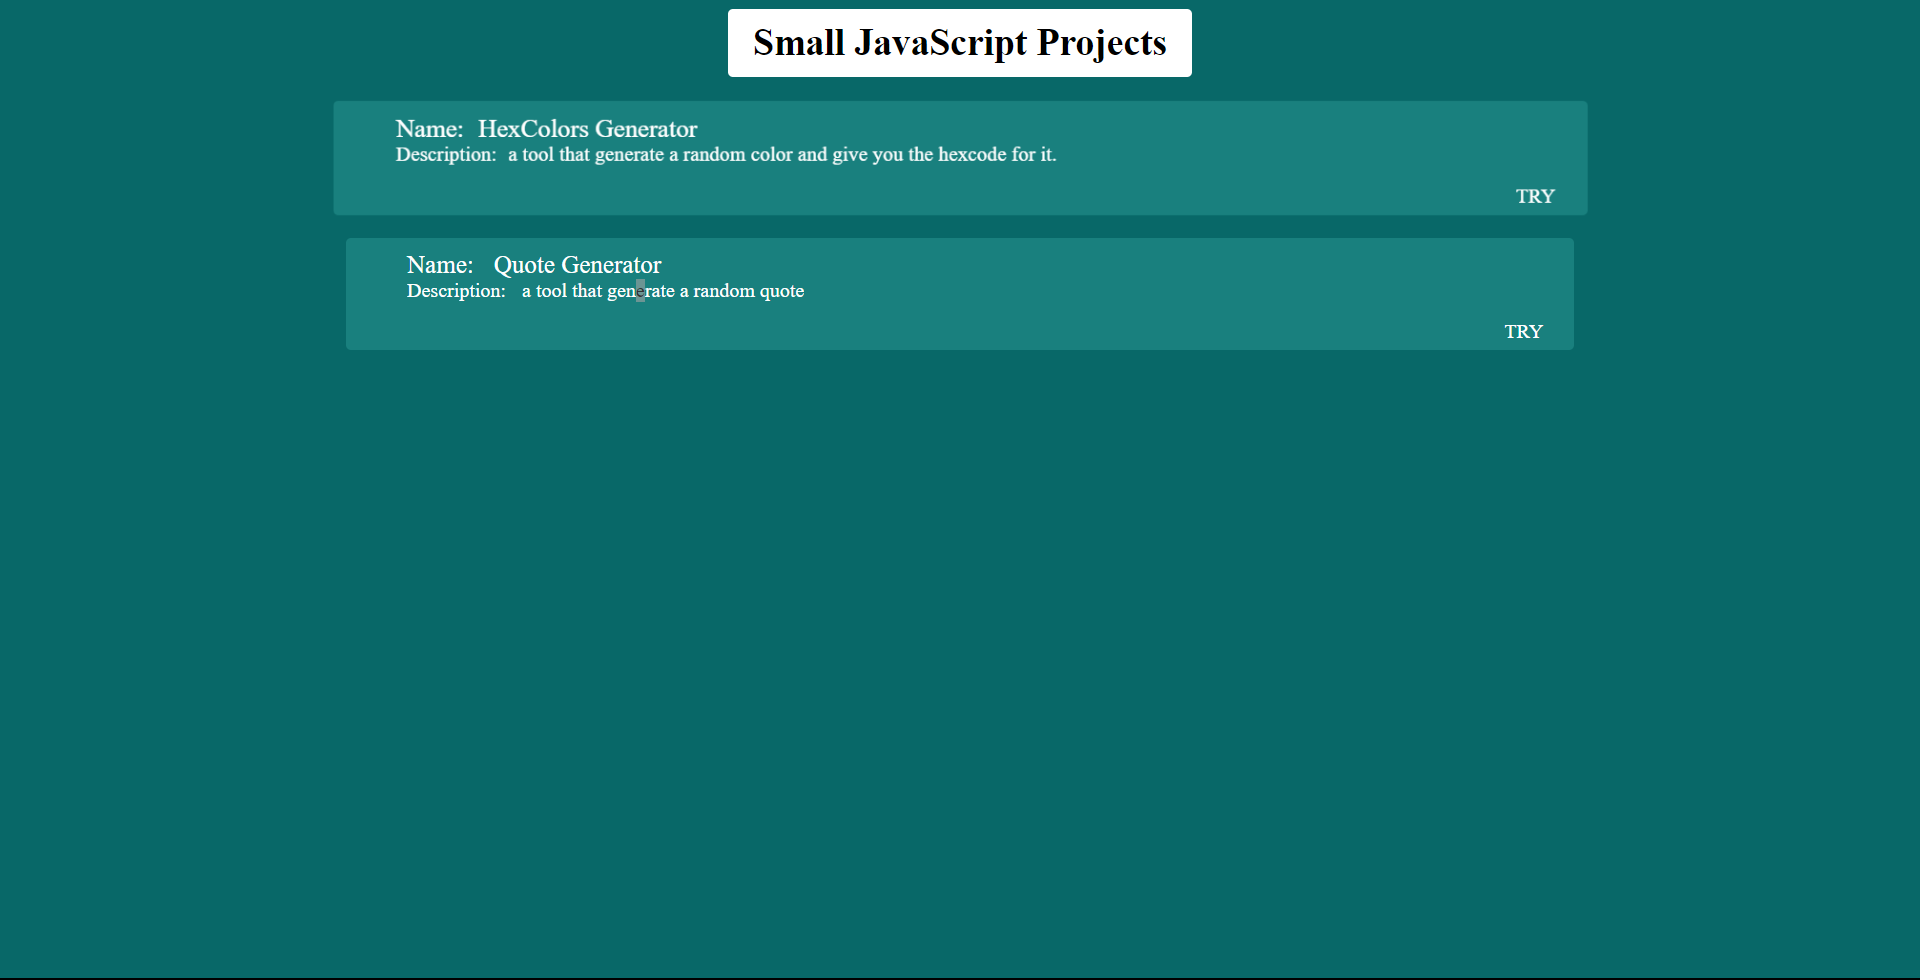 Small JavaScript Projects
Name: HexColors Generator
Description: a tool that generate a random color and give you the hexcode for it.
TRY
Name: Quote Generator
Description: a tool that generate a random quote
TRY